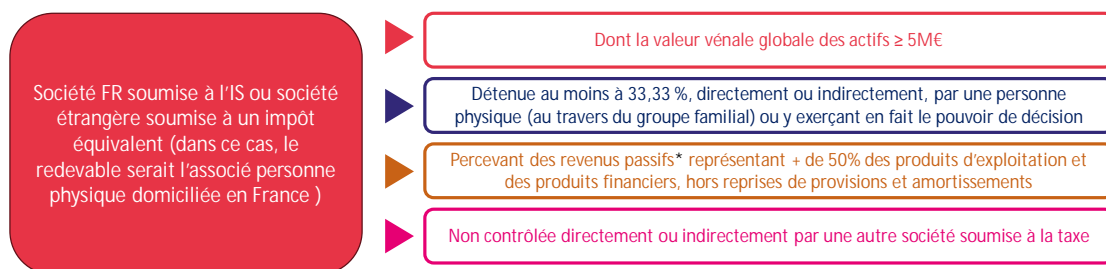 Société FR soumise à l'IS ou société
étrangère soumise à un impôt
équivalent (dans ce cas, le
redevable serait l'associé personne
physique domiciliée en France )
Dont la valeur vénale globale des actifs ≥ 5M€
Détenue au moins à 33,33 %, directement ou indirectement, par une personne
physique (au travers du groupe familial) ou y exerçant en fait le pouvoir de décision
Percevant des revenus passifs* représentant + de 50% des produits d'exploitation et
des produits financiers, hors reprises de provisions et amortissements
Non contrôlée directement ou indirectement par une autre société soumise à la taxe